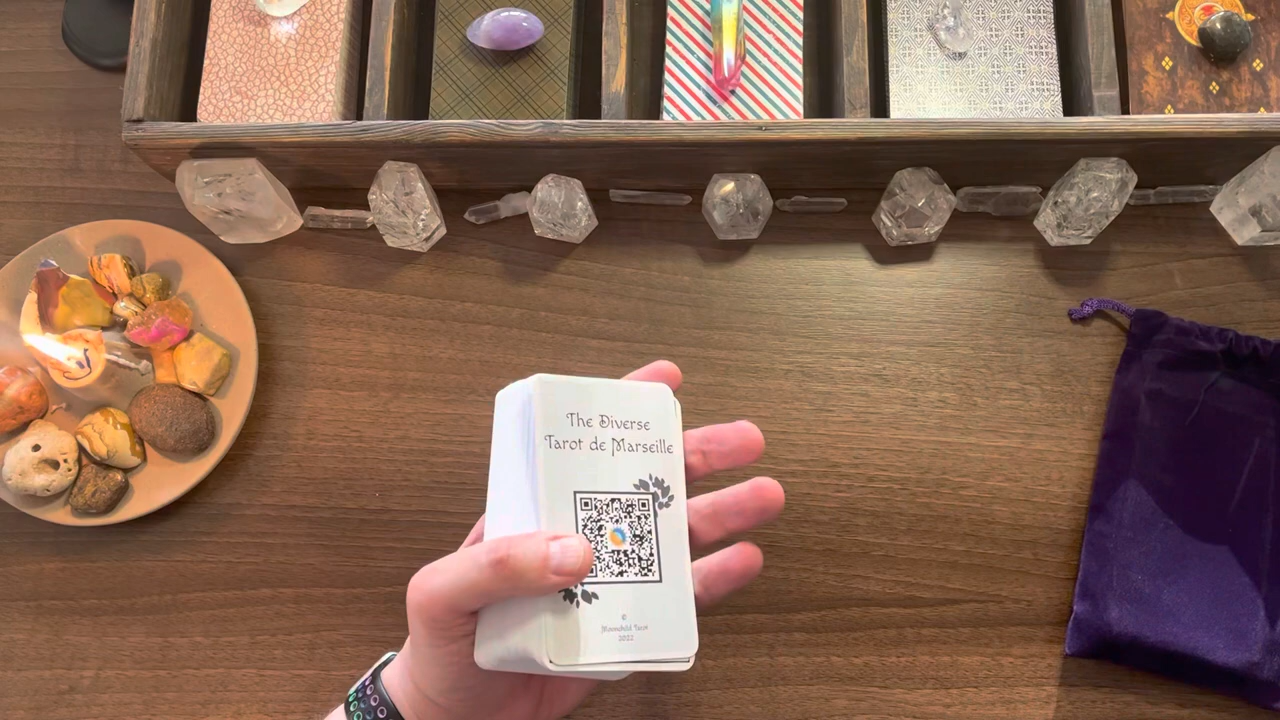 The Diverse
Tarot de Marseille
©
Moonchild Tarot
2022